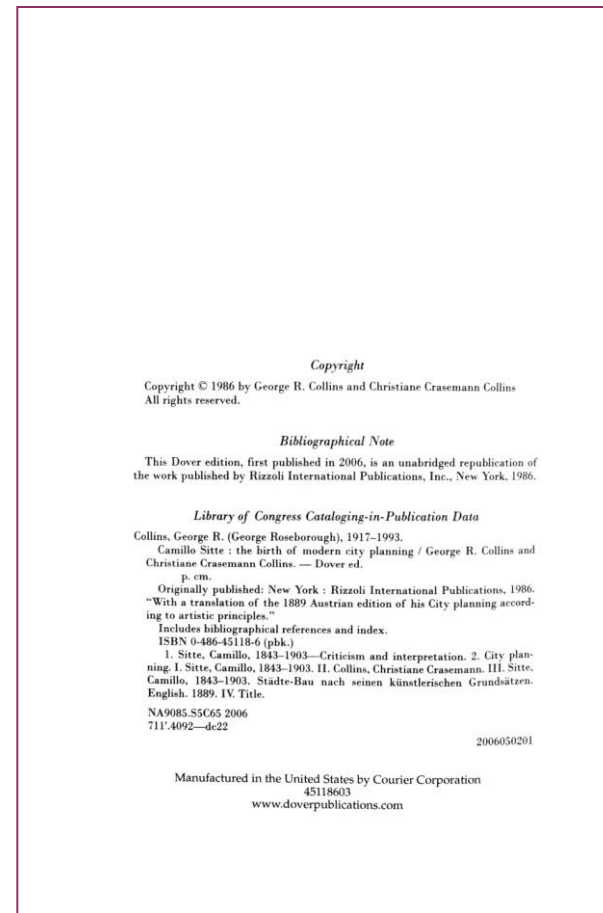 Copyright
Copyright © 1986 by George R. Collins and Christiane Crasemann Collins
All rights reserved.
Bibliographical Note
This Dover edition, first published in 2006, is an unabridged republication of
the work published by Rizzoli International Publications, Inc., New York, 1986.
Library of Congress Cataloging-in-Publication Data
Collins, George R. (George Roseborough), 1917–1993.
Camillo Sitte : the birth of modern city planning / George R. Collins and
Christiane Crasemann Collins. — Dover ed.
p. cm.
Originally published: New York : Rizzoli International Publications, 1986.
“With a translation of the 1889 Austrian edition of his City planning accord-
ing to artistic principles.”
Includes bibliographical references and index.
ISBN 0-486-45118-6 (pbk.)
1. Sitte, Camillo, 1843–1903—Criticism and interpretation. 2. City plan-
ning. I. Sitte, Camillo, 1843–1903. II. Collins, Christiane Crasemann. III. Sitte,
Camillo, 1843–1903. Städte-Bau nach seinen künstlerischen Grundsätzen.
English. 1889. IV. Title.
NA9085.S5C65 2006
711'.4092—dc22
2006050201
Manufactured in the United States by Courier Corporation
45118603
www.doverpublications.com